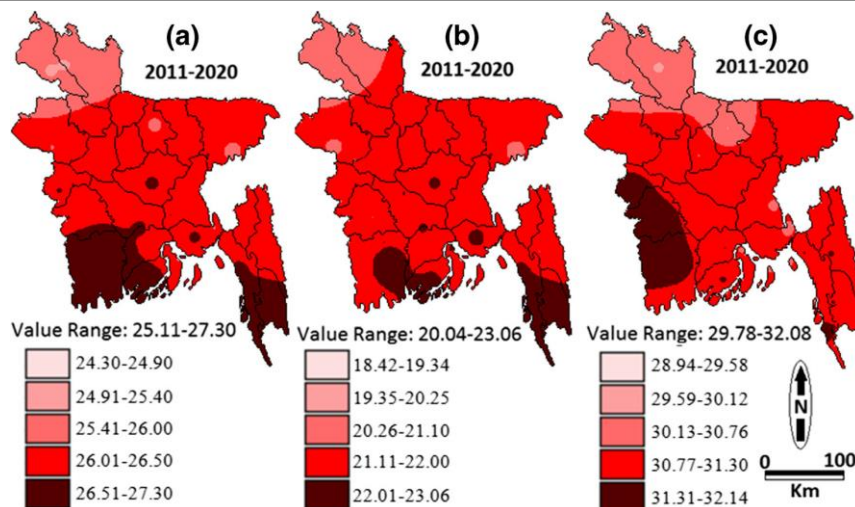 (a)
2011-2020
(b)
2011-2020
(c)
2011-2020
Value Range: 25.11-27.30
24.30-24.90
24.91-25.40
25.41-26.00
26.01-26.50
26.51-27.30
Value Range: 20.04-23.06
18.42-19.34
19.35-20.25
20.26-21.10
21.11-22.00
22.01-23.06
Value Range: 29.78-32.08
28.94-29.58
29.59-30.12
30.13-30.76
30.77-31.30
31.31-32.14
N
0 100
Km